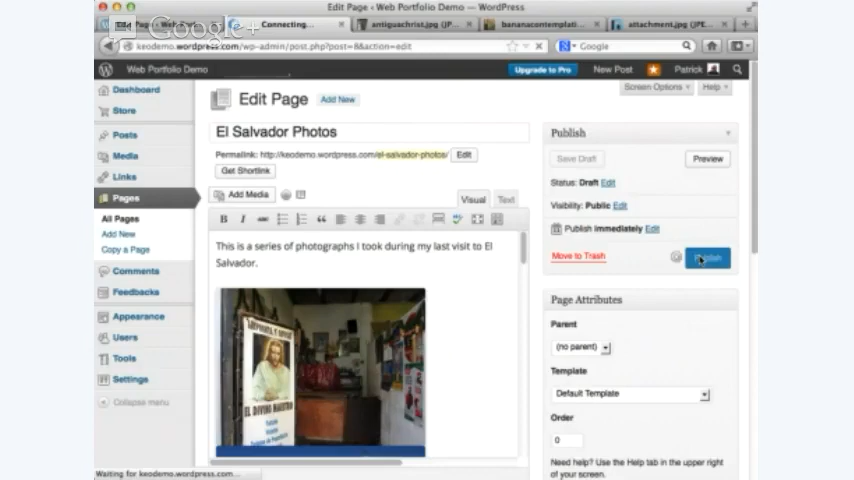 Edit Page ‹ Web Portfolio Demo — WordPress
Google+
Connecting...
antiguachrist.jpg (JP...
bananacontemplati...
attachment.jpg (JPE...
keodemo.wordpress.com/wp-admin/post.php?post=8&action=edit
Google
Web Portfolio Demo
Upgrade to Pro
New Post
Patrick
Dashboard
Store
Posts
Media
Links
Pages
All Pages
Add New
Copy a Page
Comments
Feedbacks
Appearance
Users
Tools
Settings
Collapse menu
Screen Options
Help
Edit Page
Add New
El Salvador Photos
Permalink: http://keodemo.wordpress.com/el-salvador-photos/
Edit
Get Shortlink
Add Media
Visual
Text
B I ABC
This is a series of photographs I took during my last visit to El
Salvador.
EL DIVINO MAESTRO
Publish
Save Draft
Preview
Status: Draft Edit
Visibility: Public Edit
Publish immediately Edit
Move to Trash
Publish
Page Attributes
Parent
(no parent)
Template
Default Template
Order
0
Need help? Use the Help tab in the upper right
of your screen.
Waiting for keodemo.wordpress.com...